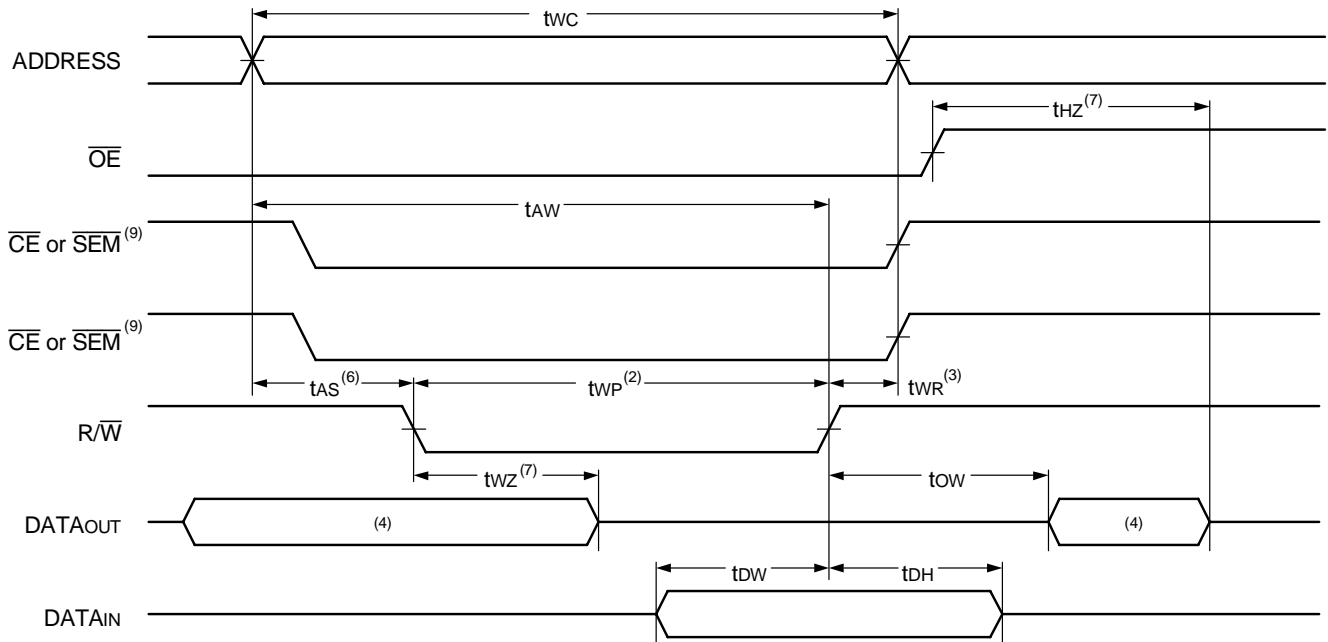 tWC
ADDRESS
tHZ(7)
OE
tAW
CE or SEM(9)
CE or SEM(9)
tAS(6) tWP(2) tWR(3)
R/W
tWZ(7) tOW
DATAOUT (4) (4)
tDW tDH
DATAIN